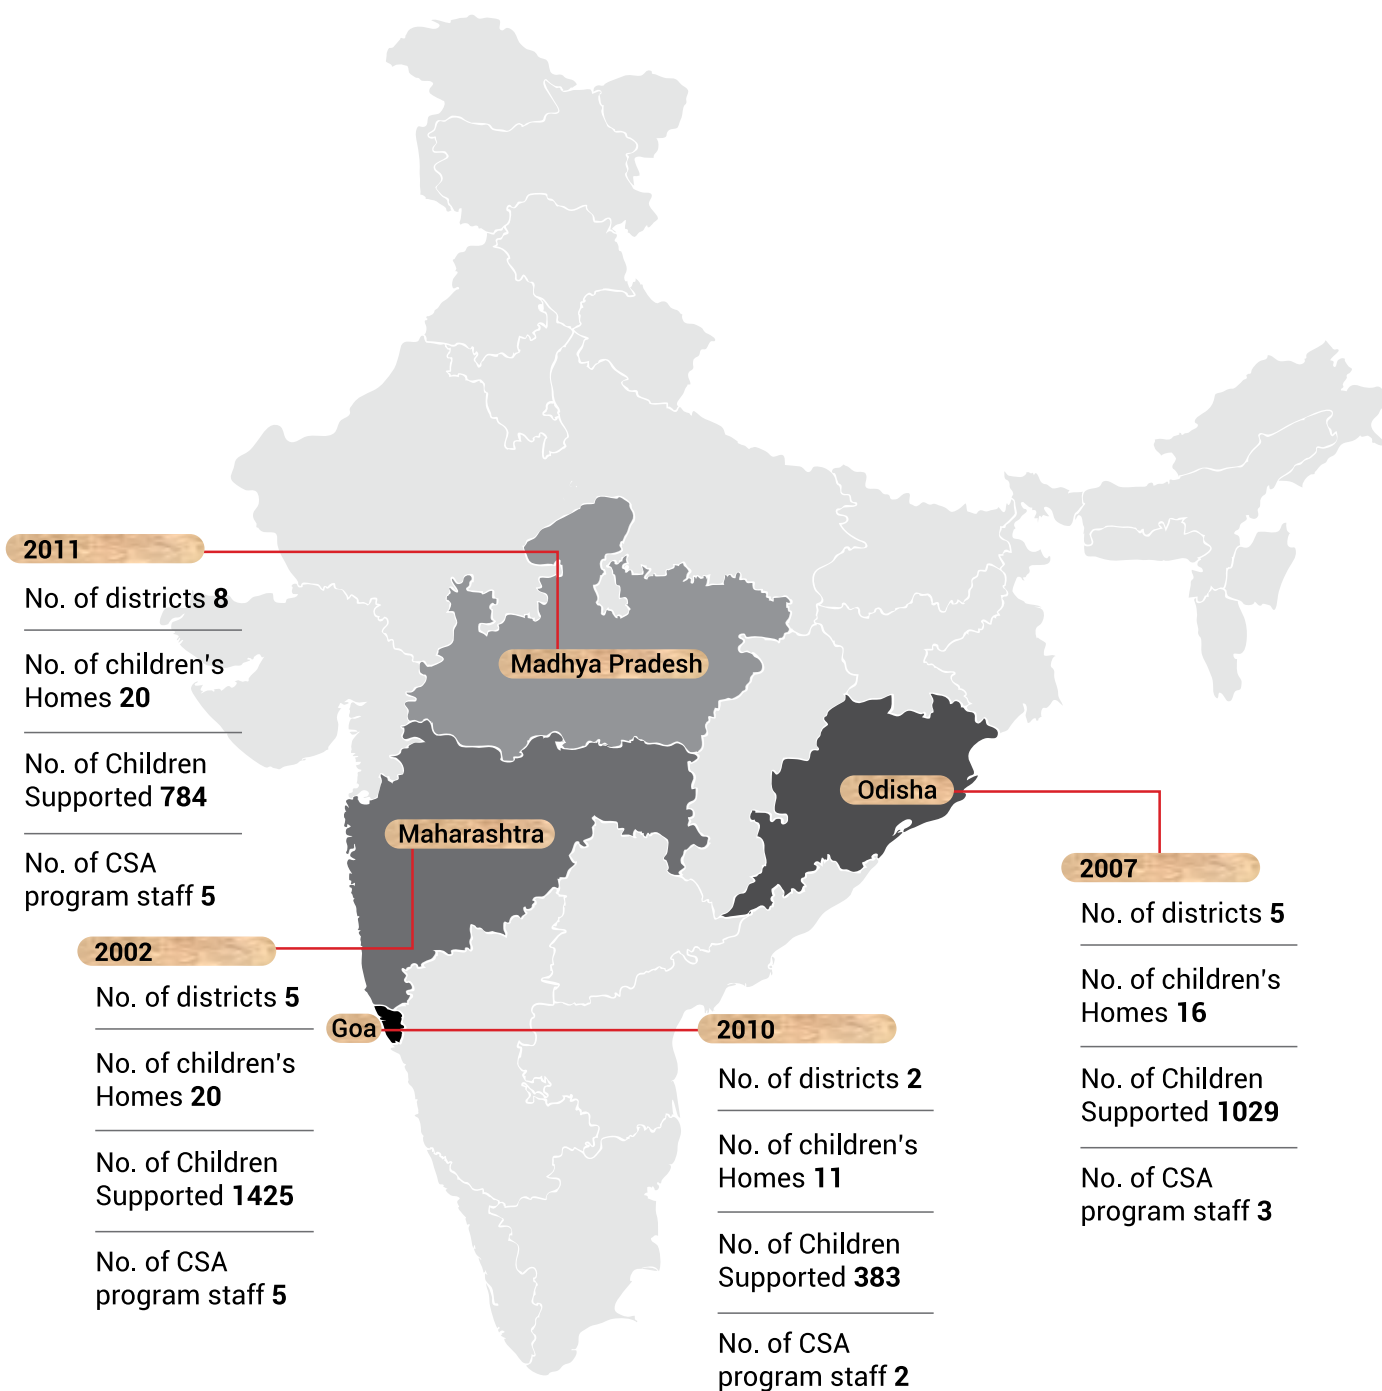 2011
No. of districts 8
No. of children's
Homes 20
No. of Children
Supported 784
No. of CSA
program staff 5
Madhya Pradesh
Maharashtra
2002
No. of districts 5
No. of children's
Homes 20
No. of Children
Supported 1425
No. of CSA
program staff 5
Goa
2010
No. of districts 2
No. of children's
Homes 11
No. of Children
Supported 383
No. of CSA
program staff 2
Odisha
2007
No. of districts 5
No. of children's
Homes 16
No. of Children
Supported 1029
No. of CSA
program staff 3